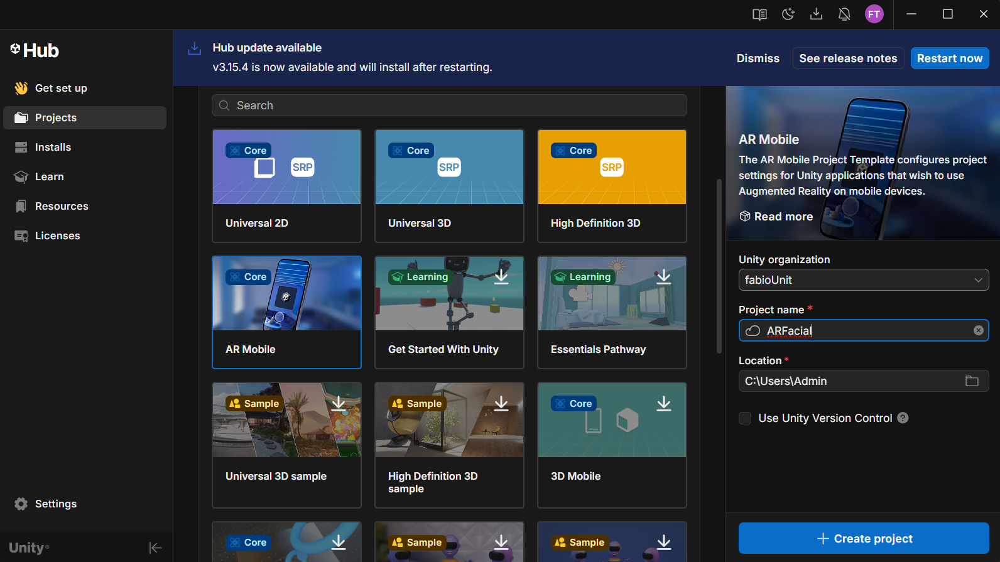 FT
Hub
Hub update available
v3.15.4 is now available and will install after restarting.
Dismiss
See release notes
Restart now
Get set up
Projects
Installs
Learn
Resources
Licenses
Settings
Unity
Search
Core
SRP
Universal 2D
Core
SRP
Universal 3D
Core
SRP
High Definition 3D
Core
AR Mobile
Learning
Get Started With Unity
Learning
Essentials Pathway
Sample
Universal 3D sample
Sample
High Definition 3D
sample
Core
3D Mobile
Core
Sample
Sample
AR Mobile
The AR Mobile Project Template configures project
settings for Unity applications that wish to use
Augmented Reality on mobile devices.
Read more
Unity organization
fabioUnit
Project name *
ARFacial
Location *
C:\Users\Admin
Use Unity Version Control ?
Create project